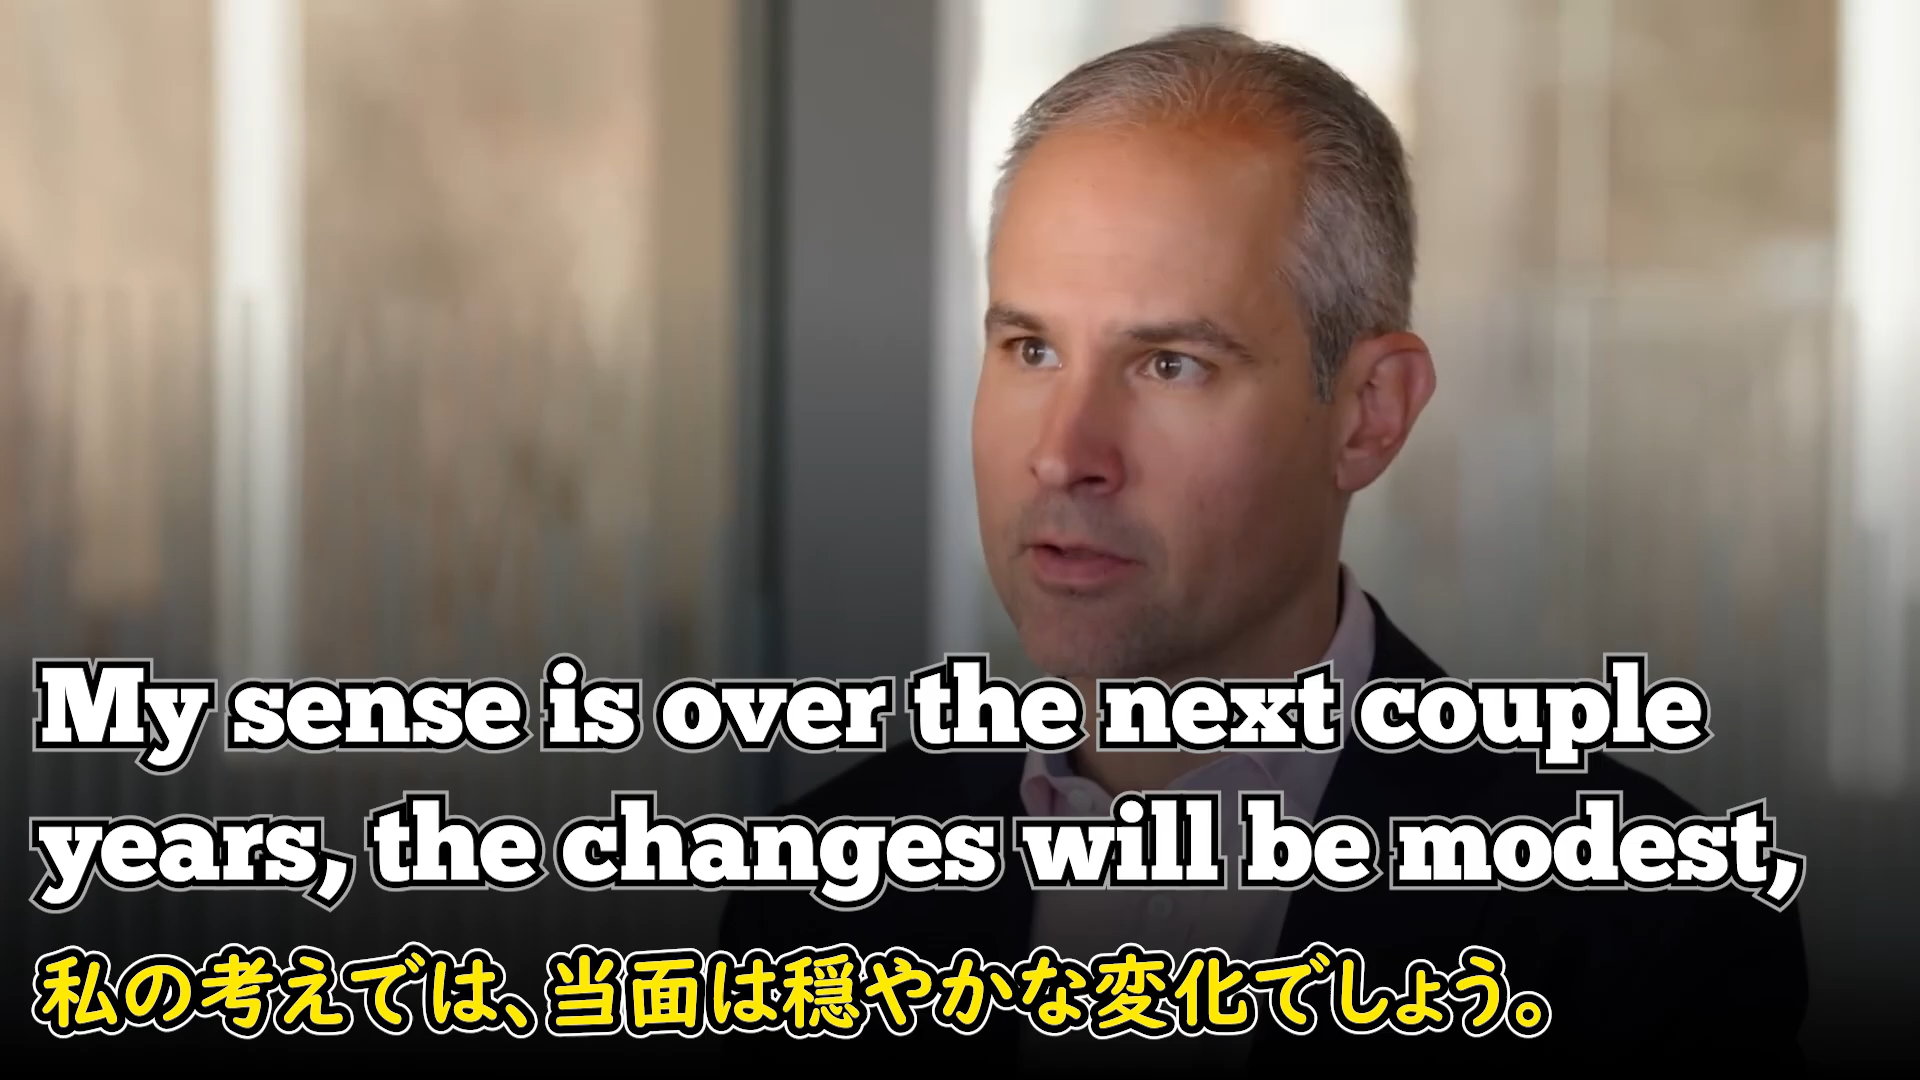 My sense is over the next couple
years, the changes will be modest,
私の考えでは、当面は穏やかな変化でしょう。